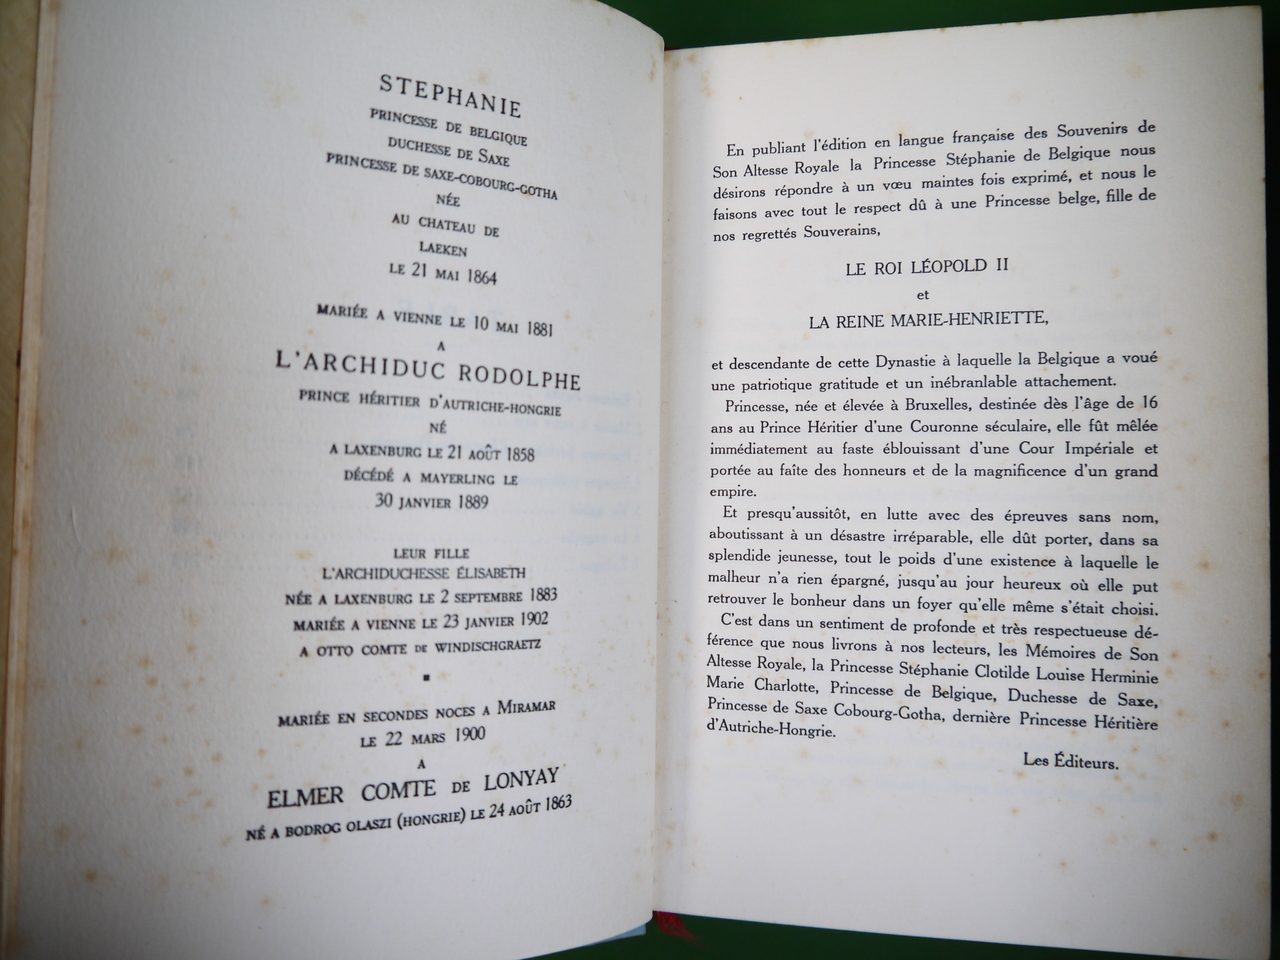 STEPHANIE
PRINCESSE DE BELGIQUE
DUCHESSE DE SAXE
PRINCESSE DE SAXE-COBOURG-GOTHA
NÉE
AU CHATEAU DE
LAEKEN
LE 21 MAI 1864
MARIÉE A VIENNE LE 10 MAI 1881
A
L'ARCHIDUC RODOLPHE
PRINCE HÉRITIER D'AUTRICHE-HONGRIE
NÉ
A LAXENBURG LE 21 AOÛT 1858
DÉCÉDÉ A MAYERLING LE
30 JANVIER 1889
LEUR FILLE
L'ARCHIDUCHESSE ÉLISABETH
NÉE A LAXENBURG LE 2 SEPTEMBRE 1883
MARIÉE A VIENNE LE 23 JANVIER 1902
A OTTO COMTE DE WINDISCHGRAETZ
MARIÉE EN SECONDES NOCES A MIRAMAR
LE 22 MARS 1900
A
ELMER COMTE DE LONYAY
NÉ A BODROG OLASZI (HONGRIE) LE 24 AOÛT 1863
En publiant l'édition en langue française des Souvenirs de
Son Altesse Royale la Princesse Stéphanie de Belgique nous
désirons répondre à un vœu maintes fois exprimé, et nous le
faisons avec tout le respect dû à une Princesse belge, fille de
nos regrettés Souverains,
LE ROI LÉOPOLD II
et
LA REINE MARIE-HENRIETTE,
et descendante de cette Dynastie à laquelle la Belgique a voué
une patriotique gratitude et un inébranlable attachement.
Princesse, née et élevée à Bruxelles, destinée dès l'âge de 16
ans au Prince Héritier d'une Couronne séculaire, elle fût mêlée
immédiatement au faste éblouissant d'une Cour Impériale et
portée au faîte des honneurs et de la magnificence d'un grand
empire.
Et presqu'aussitôt, en lutte avec des épreuves sans nom,
aboutissant à un désastre irréparable, elle dût porter, dans sa
splendide jeunesse, tout le poids d'une existence à laquelle le
malheur n'a rien épargné, jusqu'au jour heureux où elle put
retrouver le bonheur dans un foyer qu'elle même s'était choisi.
C'est dans un sentiment de profonde et très respectueuse dé-
férence que nous livrons à nos lecteurs, les Mémoires de Son
Altesse Royale, la Princesse Stéphanie Clotilde Louise Herminie
Marie Charlotte, Princesse de Belgique, Duchesse de Saxe,
Princesse de Saxe Cobourg-Gotha, dernière Princesse Héritière
d'Autriche-Hongrie.
Les Éditeurs.